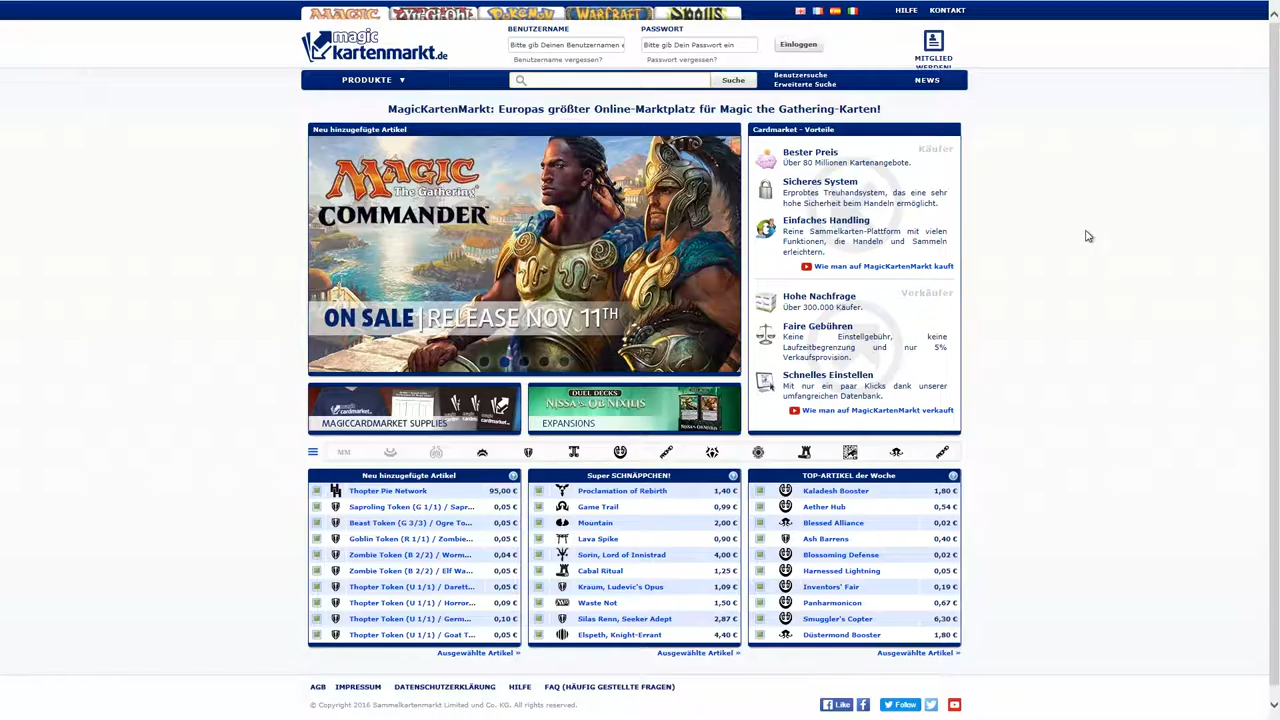 MAGIC Yu-Gi-Oh! POKÉMON WARCRAFT SPOILS
HILFE KONTAKT
magic
kartenmarkt.de
BENUTZERNAME PASSWORT
Bitte gib Deinen Benutzernamen e Bitte gib Dein Passwort ein Einloggen
Benutzername vergessen? Passwort vergessen?
MITGLIED
WERDEN!
PRODUKTE ▼ Suche Benutzersuche
Erweiterte Suche
NEWS
MagicKartenMarkt: Europas größter Online-Marktplatz für Magic the Gathering-Karten!
Neu hinzugefügte Artikel
MAGIC
The Gathering
COMMANDER
ON SALE | RELEASE NOV 11TH
Cardmarket - Vorteile
Käufer
Bester Preis
Über 80 Millionen Kartenangebote.
Sicheres System
Erprobtes Treuhandsystem, das eine sehr
hohe Sicherheit beim Handeln ermöglicht.
Einfaches Handling
Reine Sammelkarten-Plattform mit vielen
Funktionen, die Handeln und Sammeln
erleichtern.
Wie man auf MagicKartenMarkt kauft
Verkäufer
Hohe Nachfrage
Über 300.000 Käufer.
Faire Gebühren
Keine Einstellgebühr, keine
Laufzeitbegrenzung und nur 5%
Verkaufsprovision.
Schnelles Einstellen
Mit nur ein paar Klicks dank unserer
umfangreichen Datenbank.
Wie man auf MagicKartenMarkt verkauft
cardmarket
MAGICCARDMARKET SUPPLIES
DUEL DECKS
NISSA vs. OB NIXILIS
EXPANSIONS
MM
PROMO
PROMO
Neu hinzugefügte Artikel
Thopter Pie Network 95,00 €
Saproling Token (G 1/1) / Sapr... 0,05 €
Beast Token (G 3/3) / Ogre To... 0,05 €
Goblin Token (R 1/1) / Zombie... 0,05 €
Zombie Token (B 2/2) / Worm... 0,04 €
Zombie Token (B 2/2) / Elf Wa... 0,05 €
Thopter Token (U 1/1) / Darett... 0,05 €
Thopter Token (U 1/1) / Horror... 0,09 €
Thopter Token (U 1/1) / Germ... 0,10 €
Thopter Token (U 1/1) / Goat T... 0,05 €
Ausgewählte Artikel »
Super SCHNÄPPCHEN!
Proclamation of Rebirth 1,40 €
Game Trail 0,99 €
Mountain 2,00 €
Lava Spike 0,90 €
Sorin, Lord of Innistrad 4,00 €
Cabal Ritual 1,25 €
Kraum, Ludevic's Opus 1,09 €
Waste Not 1,50 €
Silas Renn, Seeker Adept 2,87 €
Elspeth, Knight-Errant 4,40 €
Ausgewählte Artikel »
TOP-ARTIKEL der Woche
Kaladesh Booster 1,80 €
Aether Hub 0,54 €
Blessed Alliance 0,02 €
Ash Barrens 0,40 €
Blossoming Defense 0,02 €
Harnessed Lightning 0,05 €
Inventors' Fair 0,19 €
Panharmonicon 0,67 €
Smuggler's Copter 6,30 €
Düstermond Booster 1,80 €
Ausgewählte Artikel »
AGB IMPRESSUM DATENSCHUTZERKLÄRUNG HILFE FAQ (HÄUFIG GESTELLTE FRAGEN)
© Copyright 2016 Sammelkartenmarkt Limited und Co. KG. All rights reserved.
Like Follow